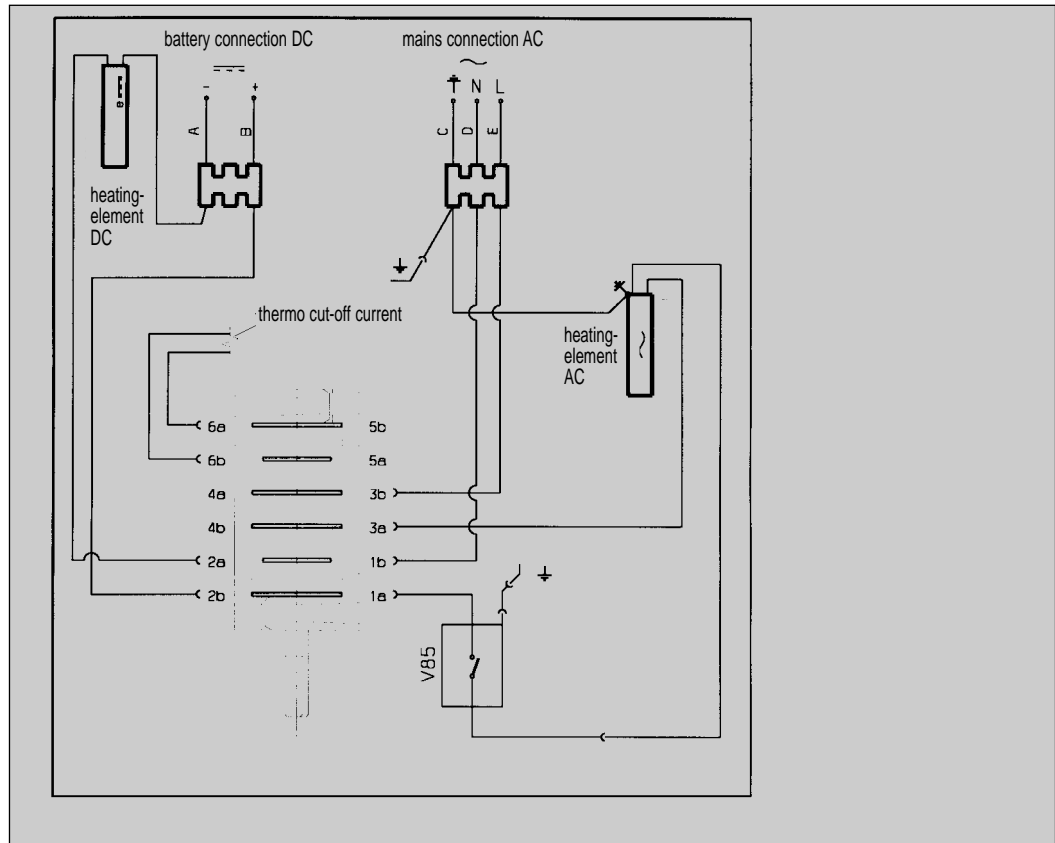 battery connection DC
mains connection AC
- +
N L
A B
C D E
e
heating-
element
DC
thermo cut-off current
heating-
element
AC
6a 5b
6b 5a
4a 3b
4b 3a
2a 1b
2b 1a
V85